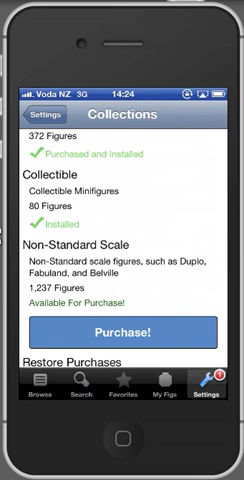 Voda NZ 3G 14:24
Settings Collections
372 Figures
Purchased and Installed
Collectible
Collectible Minifigures
80 Figures
Installed
Non-Standard Scale
Non-Standard scale figures, such as Duplo,
Fabuland, and Belville
1,237 Figures
Available For Purchase!
Purchase!
Restore Purchases
1
Browse Search Favorites My Figs Settings